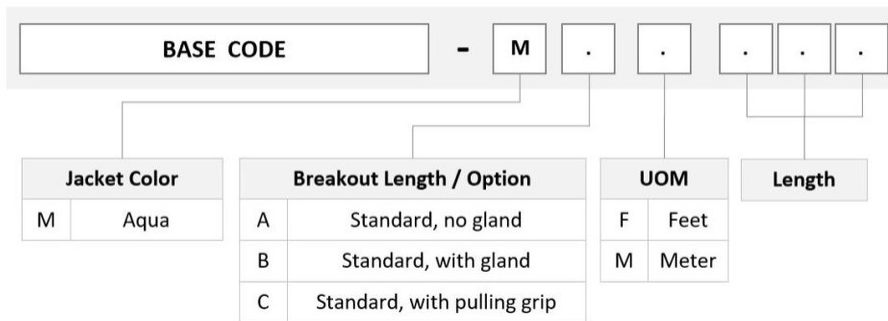 BASE CODE - M . . . . .
Jacket Color
M Aqua
Breakout Length / Option
A Standard, no gland
B Standard, with gland
C Standard, with pulling grip
UOM
F Feet
M Meter
Length